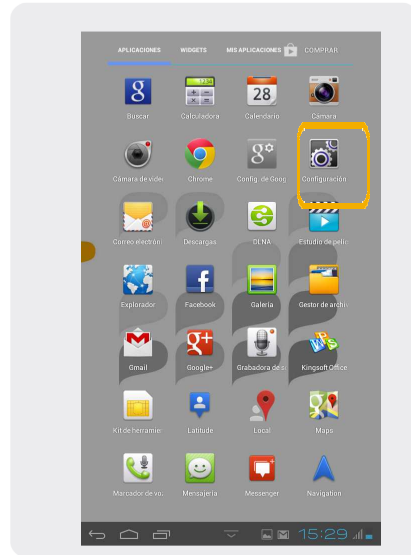 APLICACIONES WIDGETS MIS APLICACIONES COMPRAR
Buscar Calculadora Calendario Cámara
28
Cámara de víde Chrome Config. de Goog Configuración
Correo electróni Descargas DLNA Estudio de pelíc
Explorador Facebook Galería Gestor de archiv
Gmail Google+ Grabadora de s Kingsoft Office
Kit de herramie Latitude Local Maps
Marcador de vo. Mensajería Messenger Navigation
15:29